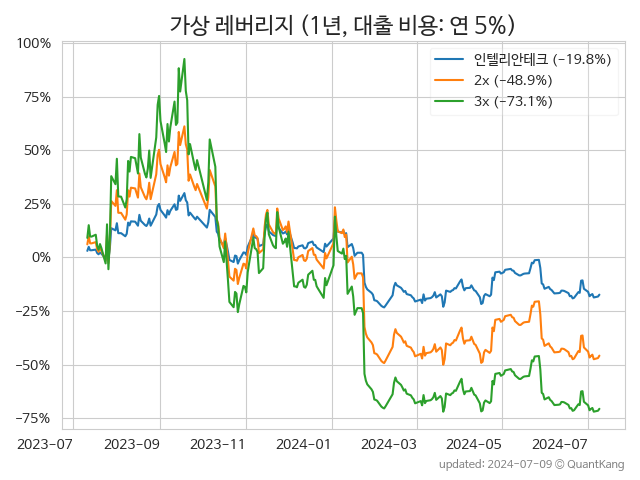 가상 레버리지 (1년, 대출 비용: 연 5%)
인텔리안테크 (−19.8%)
2x (−48.9%)
3x (−73.1%)
100%
75%
50%
25%
0%
−25%
−50%
−75%
2023-07 2023-09 2023-11 2024-01 2024-03 2024-05 2024-07
updated: 2024-07-09 © QuantKang